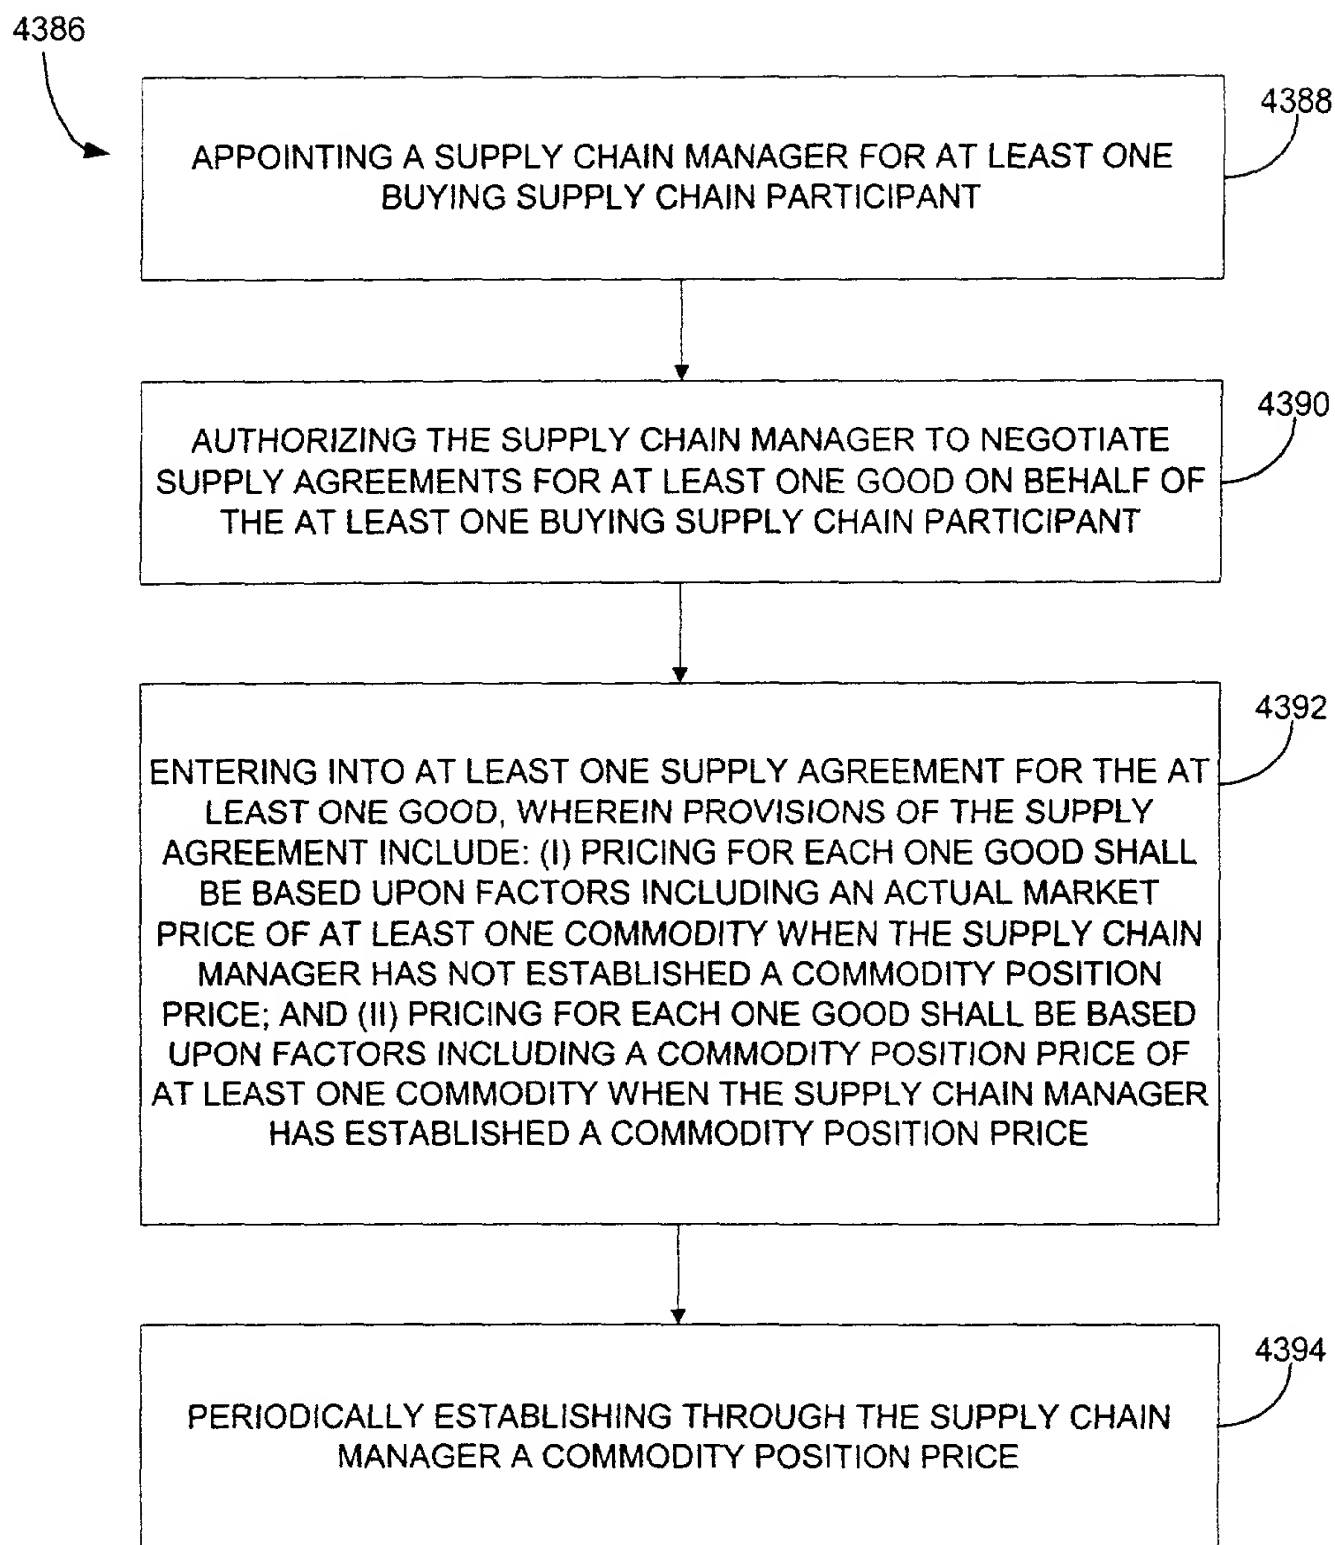 4386
4388
APPOINTING A SUPPLY CHAIN MANAGER FOR AT LEAST ONE
BUYING SUPPLY CHAIN PARTICIPANT
4390
AUTHORIZING THE SUPPLY CHAIN MANAGER TO NEGOTIATE
SUPPLY AGREEMENTS FOR AT LEAST ONE GOOD ON BEHALF OF
THE AT LEAST ONE BUYING SUPPLY CHAIN PARTICIPANT
4392
ENTERING INTO AT LEAST ONE SUPPLY AGREEMENT FOR THE AT
LEAST ONE GOOD, WHEREIN PROVISIONS OF THE SUPPLY
AGREEMENT INCLUDE: (I) PRICING FOR EACH ONE GOOD SHALL
BE BASED UPON FACTORS INCLUDING AN ACTUAL MARKET
PRICE OF AT LEAST ONE COMMODITY WHEN THE SUPPLY CHAIN
MANAGER HAS NOT ESTABLISHED A COMMODITY POSITION
PRICE; AND (II) PRICING FOR EACH ONE GOOD SHALL BE BASED
UPON FACTORS INCLUDING A COMMODITY POSITION PRICE OF
AT LEAST ONE COMMODITY WHEN THE SUPPLY CHAIN MANAGER
HAS ESTABLISHED A COMMODITY POSITION PRICE
4394
PERIODICALLY ESTABLISHING THROUGH THE SUPPLY CHAIN
MANAGER A COMMODITY POSITION PRICE